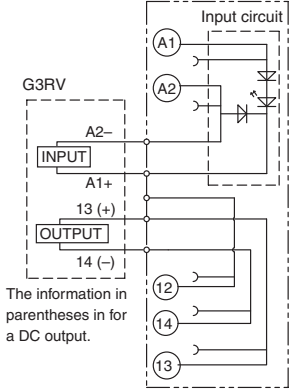 Input circuit
A1
A2
G3RV
A2–
INPUT
A1+
13 (+)
OUTPUT
14 (–)
12
14
13
The information in
parentheses in for
a DC output.